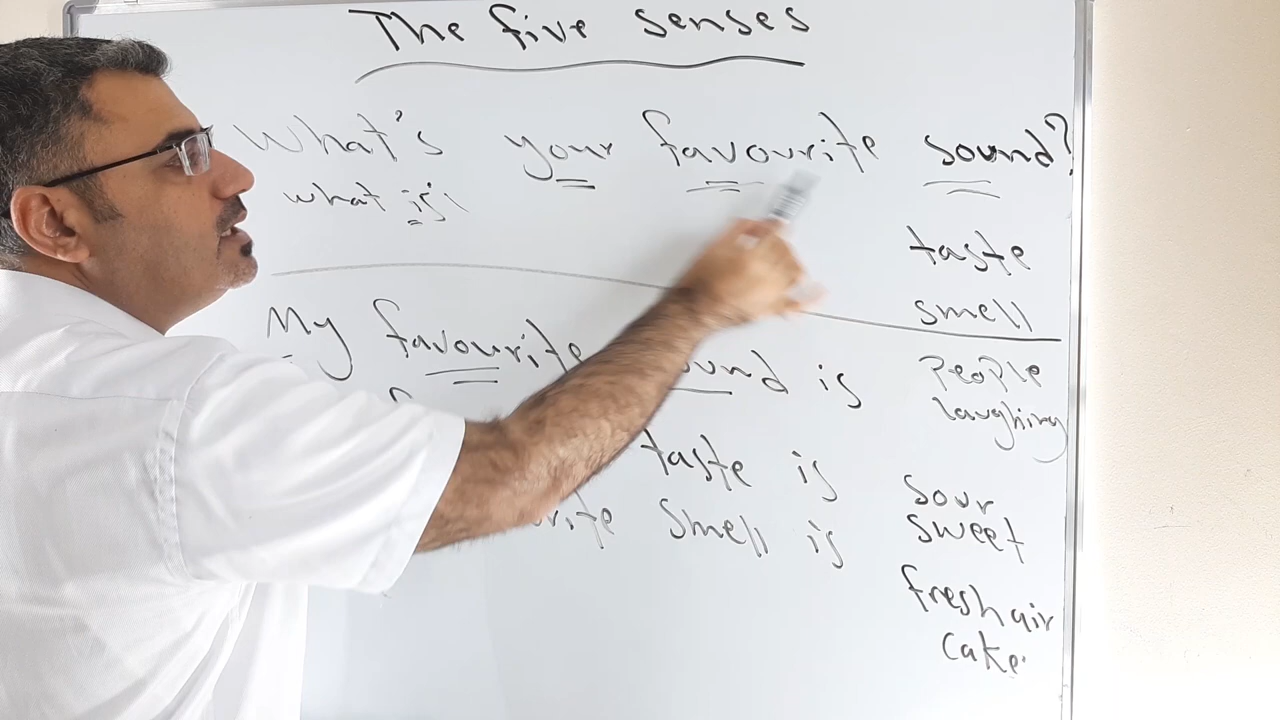 The five senses
What's your favourite sound?
what is
taste
smell
My favourite sound is people laughing
taste is sour sweet
smell is fresh air cake.